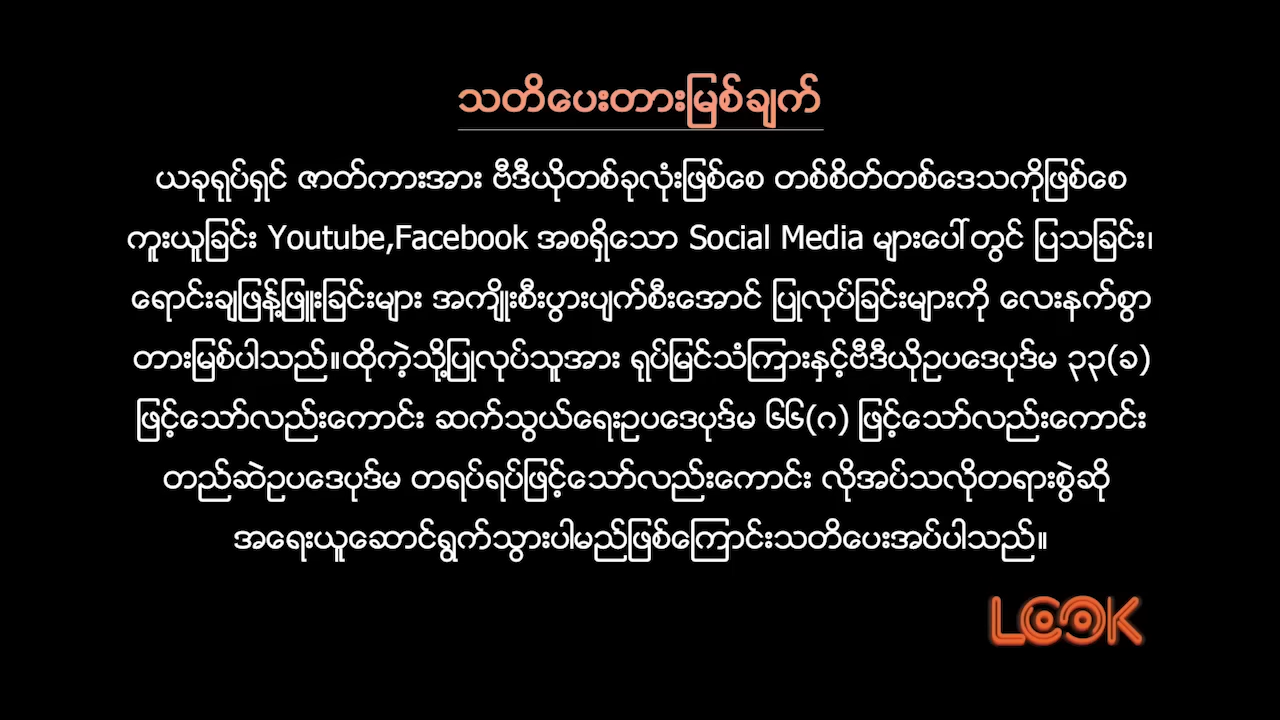 သတိပေးတားမြစ်ချက်
ယခုရုပ်ရှင် ဇာတ်ကားအား ဗီဒီယိုတစ်ခုလုံးဖြစ်စေ တစ်စိတ်တစ်ဒေသကိုဖြစ်စေ
ကူးယူခြင်း Youtube,Facebook အစရှိသော Social Media များပေါ်တွင် ပြသခြင်း၊
ရောင်းချဖြန့်ဖြူးခြင်းများ အကျိုးစီးပွားပျက်စီးအောင် ပြုလုပ်ခြင်းများကို လေးနက်စွာ
တားမြစ်ပါသည်။ထိုကဲ့သို့ပြုလုပ်သူအား ရုပ်မြင်သံကြားနှင့်ဗီဒီယိုဥပဒေပုဒ်မ ၃၃(ခ)
ဖြင့်သော်လည်းကောင်း ဆက်သွယ်ရေးဥပဒေပုဒ်မ ၆၆(ဂ) ဖြင့်သော်လည်းကောင်း
တည်ဆဲဥပဒေပုဒ်မ တရပ်ရပ်ဖြင့်သော်လည်းကောင်း လိုအပ်သလိုတရားစွဲဆို
အရေးယူဆောင်ရွက်သွားပါမည်ဖြစ်ကြောင်းသတိပေးအပ်ပါသည်။
LOOK